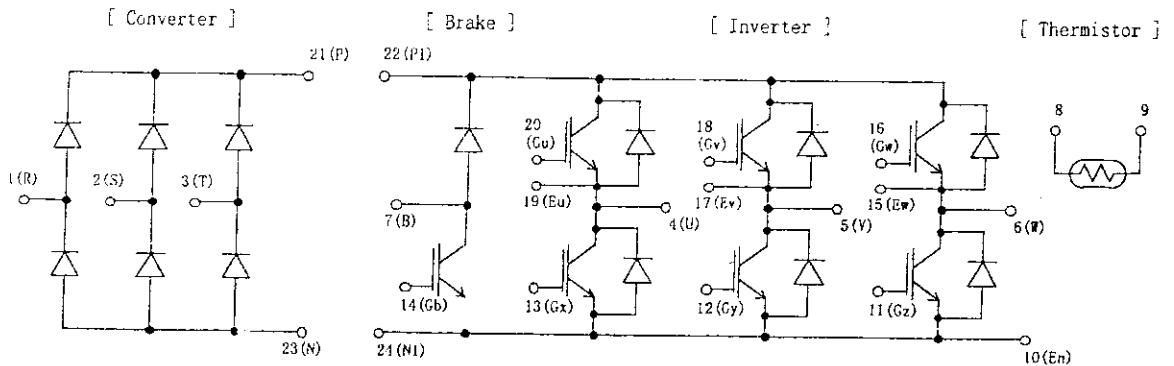 [ Converter ]
[ Brake ]
[ Inverter ]
[ Thermistor ]
21(P)
22(P1)
20
(Gu)
18
(Gv)
16
(Gw)
8
9
1(R)
2(S)
3(T)
7(B)
19(Eu)
4(U)
17(Ev)
5(V)
15(Ew)
6(W)
14(Gb)
13(Gx)
12(Gy)
11(Gz)
23(N)
24(N1)
10(En)